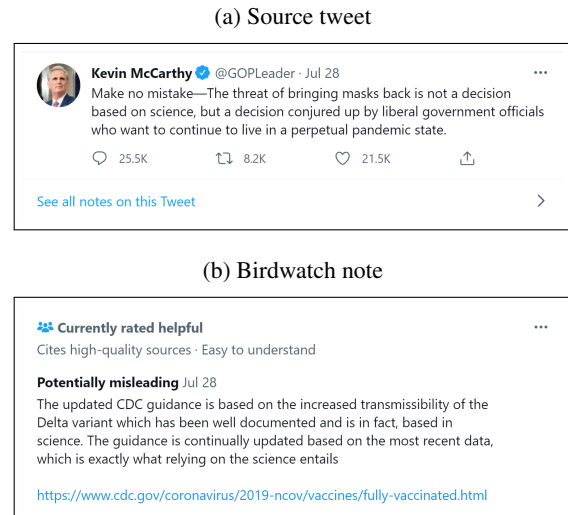 (a) Source tweet
Kevin McCarthy @GOPLeader · Jul 28
Make no mistake—The threat of bringing masks back is not a decision
based on science, but a decision conjured up by liberal government officials
who want to continue to live in a perpetual pandemic state.
25.5K 8.2K 21.5K
See all notes on this Tweet
(b) Birdwatch note
Currently rated helpful
Cites high-quality sources · Easy to understand
Potentially misleading Jul 28
The updated CDC guidance is based on the increased transmissibility of the
Delta variant which has been well documented and is in fact, based in
science. The guidance is continually updated based on the most recent data,
which is exactly what relying on the science entails
https://www.cdc.gov/coronavirus/2019-ncov/vaccines/fully-vaccinated.html